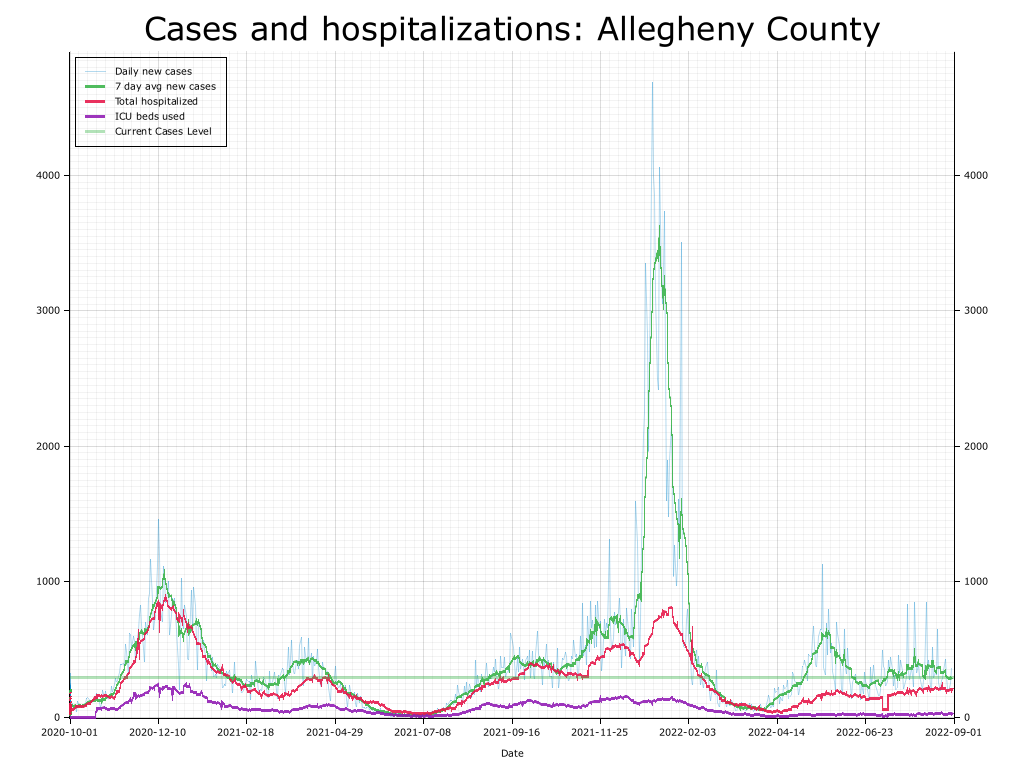 Cases and hospitalizations: Allegheny County
Daily new cases
7 day avg new cases
Total hospitalized
ICU beds used
Current Cases Level
4000 4000
3000 3000
2000 2000
1000 1000
0 0
2020-10-01 2020-12-10 2021-02-18 2021-04-29 2021-07-08 2021-09-16 2021-11-25 2022-02-03 2022-04-14 2022-06-23 2022-09-01
Date